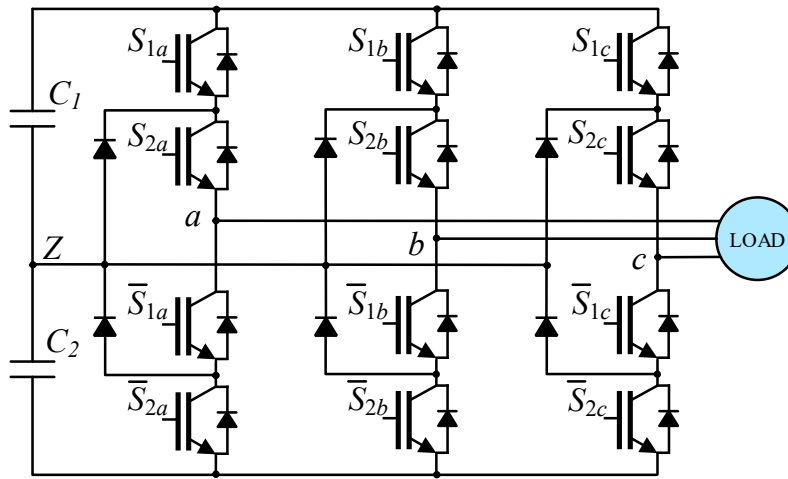 S1a S1b S1c
C1
S2a S2b S2c
a
Z b c LOAD
S̅1a S̅1b S̅1c
C2
S̅2a S̅2b S̅2c